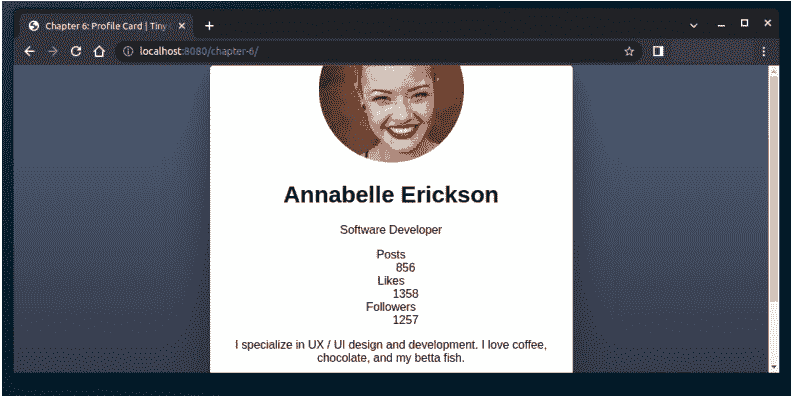 Chapter 6: Profile Card | Tiny
localhost:8080/chapter-6/
Annabelle Erickson
Software Developer
Posts
856
Likes
1358
Followers
1257
I specialize in UX / UI design and development. I love coffee,
chocolate, and my betta fish.